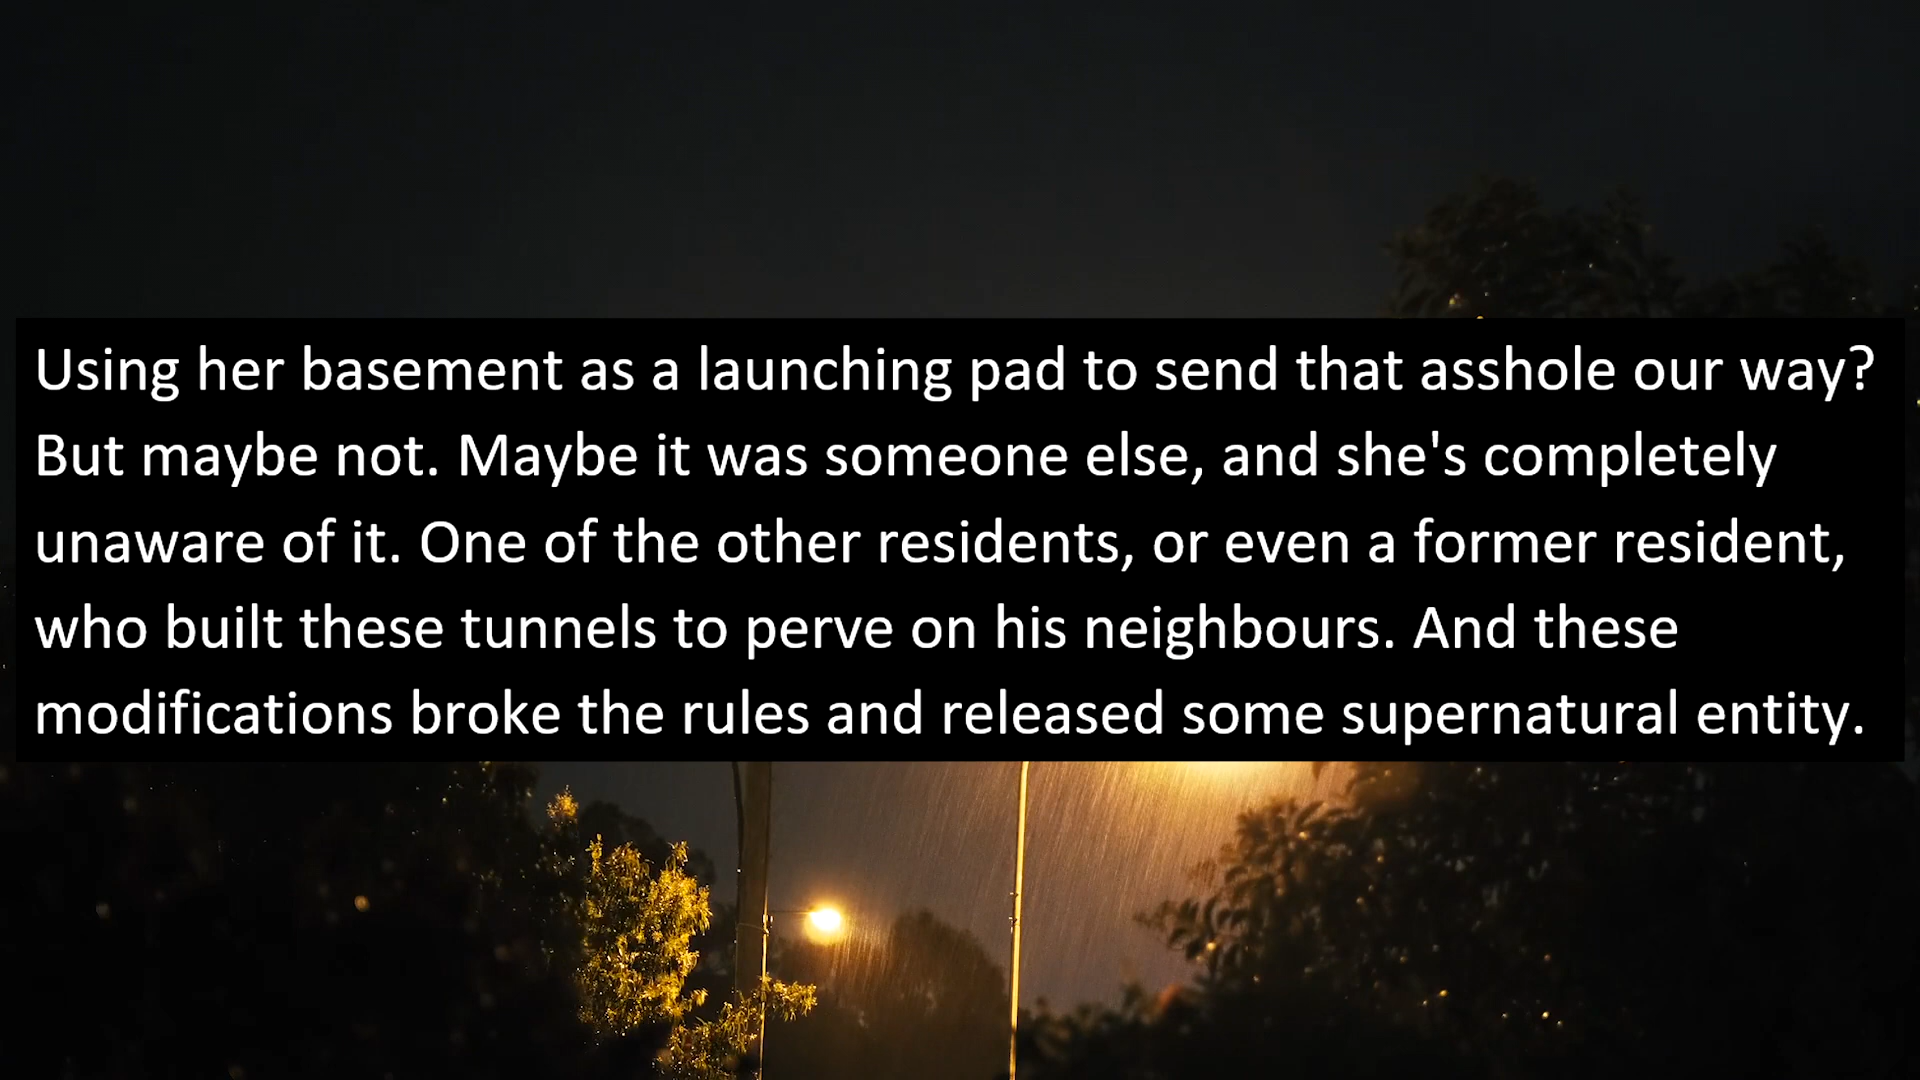 Using her basement as a launching pad to send that asshole our way?
But maybe not. Maybe it was someone else, and she's completely
unaware of it. One of the other residents, or even a former resident,
who built these tunnels to perve on his neighbours. And these
modifications broke the rules and released some supernatural entity.